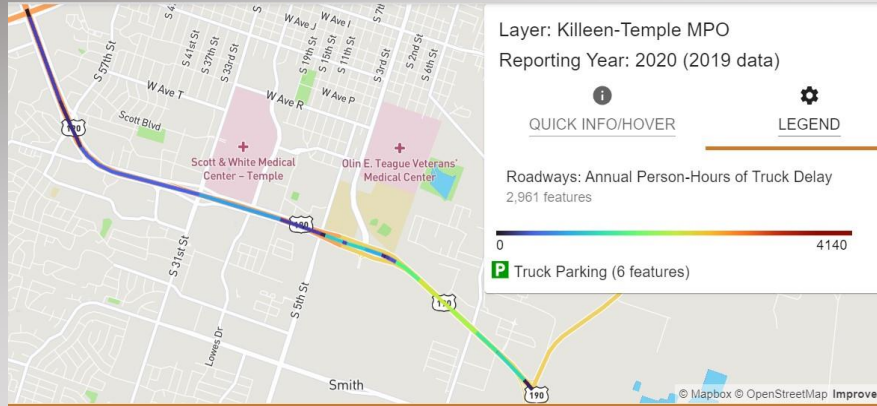 Layer: Killeen-Temple MPO
Reporting Year: 2020 (2019 data)
QUICK INFO/HOVER
LEGEND
Roadways: Annual Person-Hours of Truck Delay
2,961 features
0
4140
P Truck Parking (6 features)
W Ave J
W Ave I
S 57th St
S 41st St
S 37th St
S 33rd St
S 19th St
S 15th St
S 11th St
S 3rd St
S 2nd St
S 6th St
W Ave T
W Ave R
W Ave P
Scott Blvd
190
Scott & White Medical
Center – Temple
Olin E. Teague Veterans'
Medical Center
190
S 31st St
S 5th St
190
Lowes Dr
Smith
190
© Mapbox © OpenStreetMap Improve